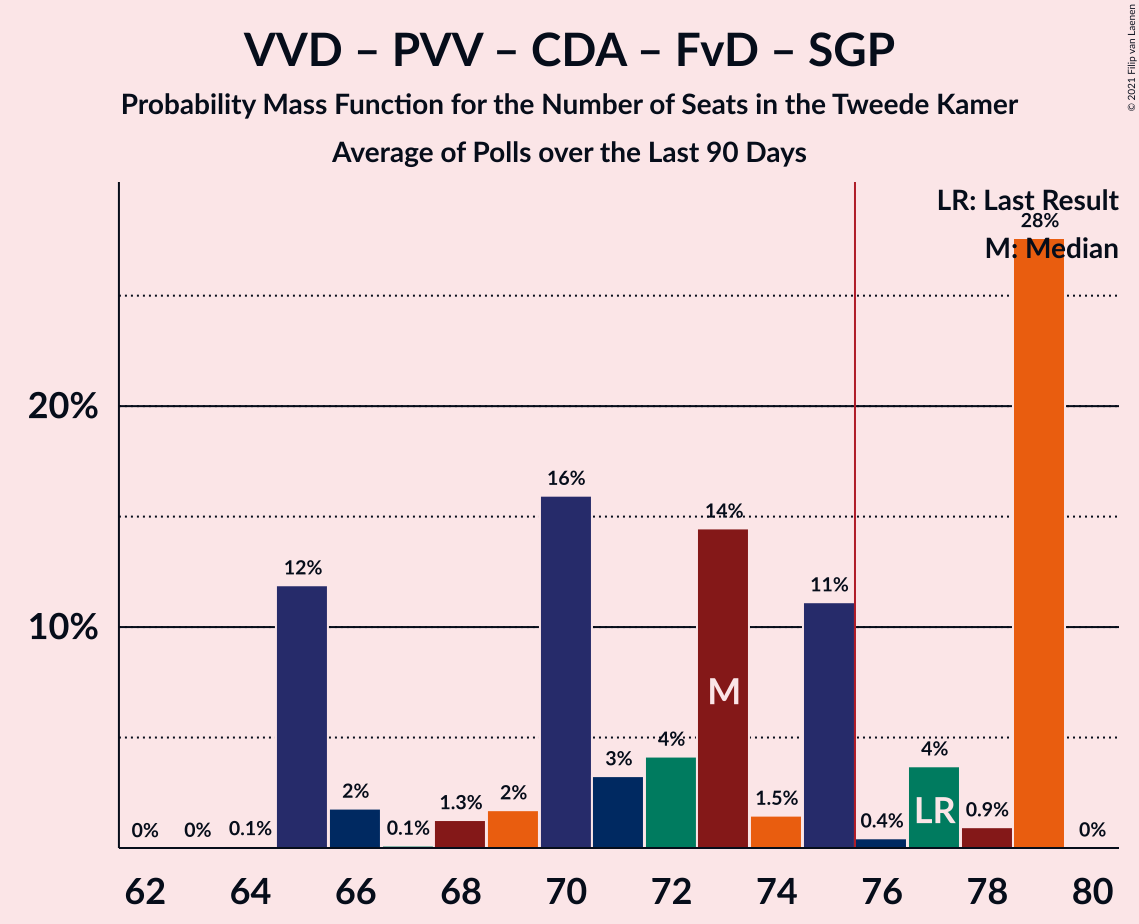 VVD – PVV – CDA – FvD – SGP
Probability Mass Function for the Number of Seats in the Tweede Kamer
Average of Polls over the Last 90 Days
© 2021 Filip van Laenen
LR: Last Result
M: Median
28%
20%
16%
14%
12%
11%
10%
M
4%
4%
3%
2%
2%
1.3%
1.5%
0.9%
0.4%
LR
0%
0%
0.1%
0.1%
0%
62 64 66 68 70 72 74 76 78 80